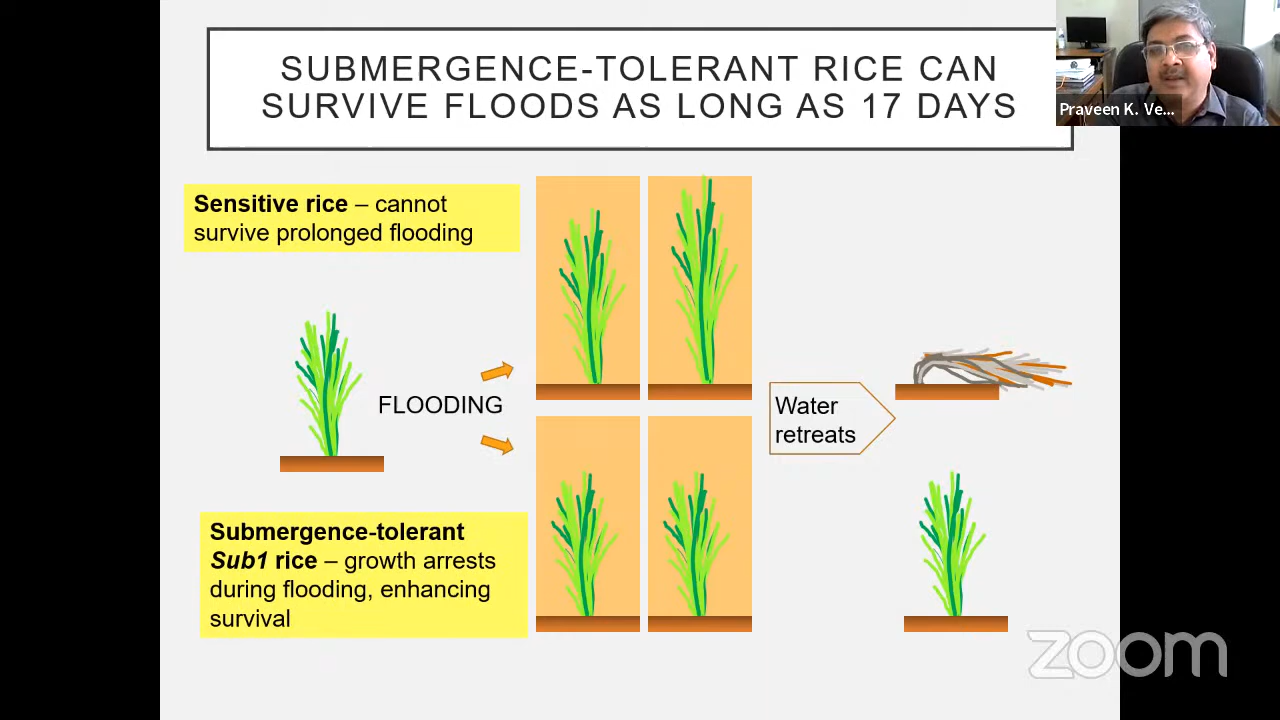 SUBMERGENCE-TOLERANT RICE CAN
SURVIVE FLOODS AS LONG AS 17 DAYS
Praveen K. Ve...
Sensitive rice – cannot
survive prolonged flooding
FLOODING
Water
retreats
Submergence-tolerant
Sub1 rice – growth arrests
during flooding, enhancing
survival
zoom